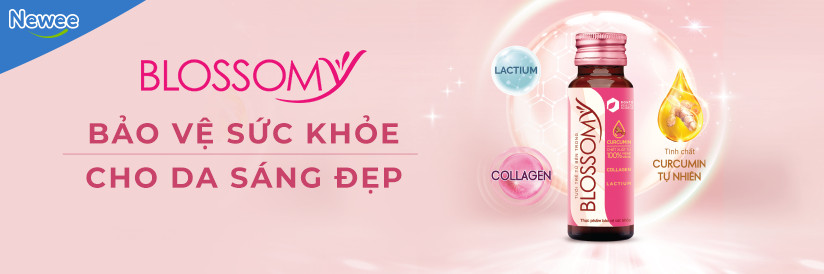 Newee
BLOSSOMY
BẢO VỆ SỨC KHỎE
CHO DA SÁNG ĐẸP
LACTIUM
COLLAGEN
BLOSSOMY
CURCUMIN
100%
COLLAGEN
LACTIUM
Tinh chất
CURCUMIN
TỰ NHIÊN